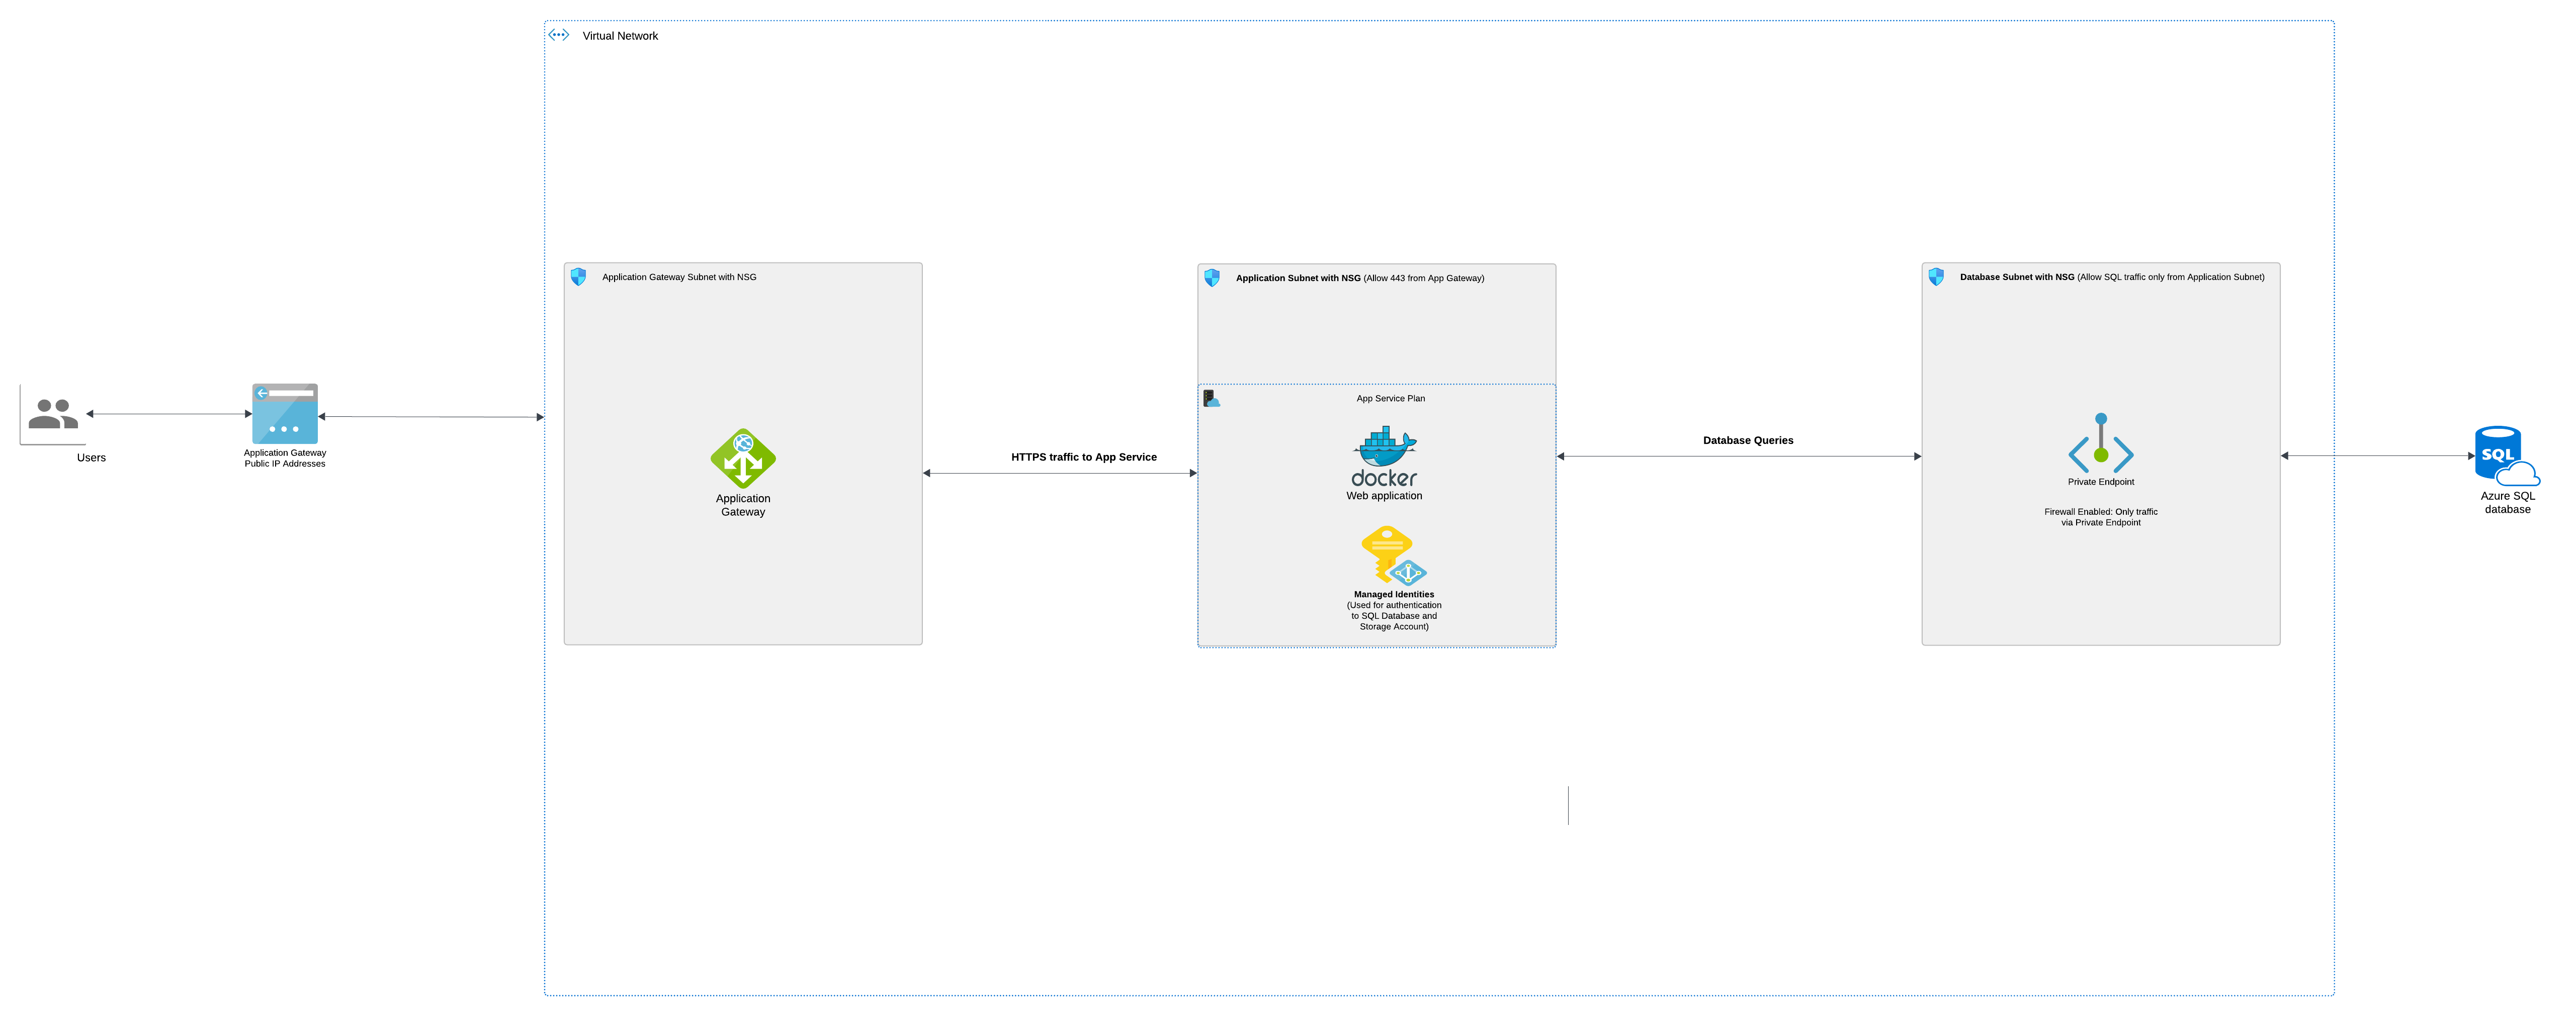 Virtual Network
Application Gateway Subnet with NSG
Application Subnet with NSG (Allow 443 from App Gateway)
Database Subnet with NSG (Allow SQL traffic only from Application Subnet)
Users
Application Gateway
Public IP Addresses
Application
Gateway
HTTPS traffic to App Service
App Service Plan
docker
Web application
Managed Identities
(Used for authentication
to SQL Database and
Storage Account)
Database Queries
Private Endpoint
Firewall Enabled: Only traffic
via Private Endpoint
SQL
Azure SQL
database